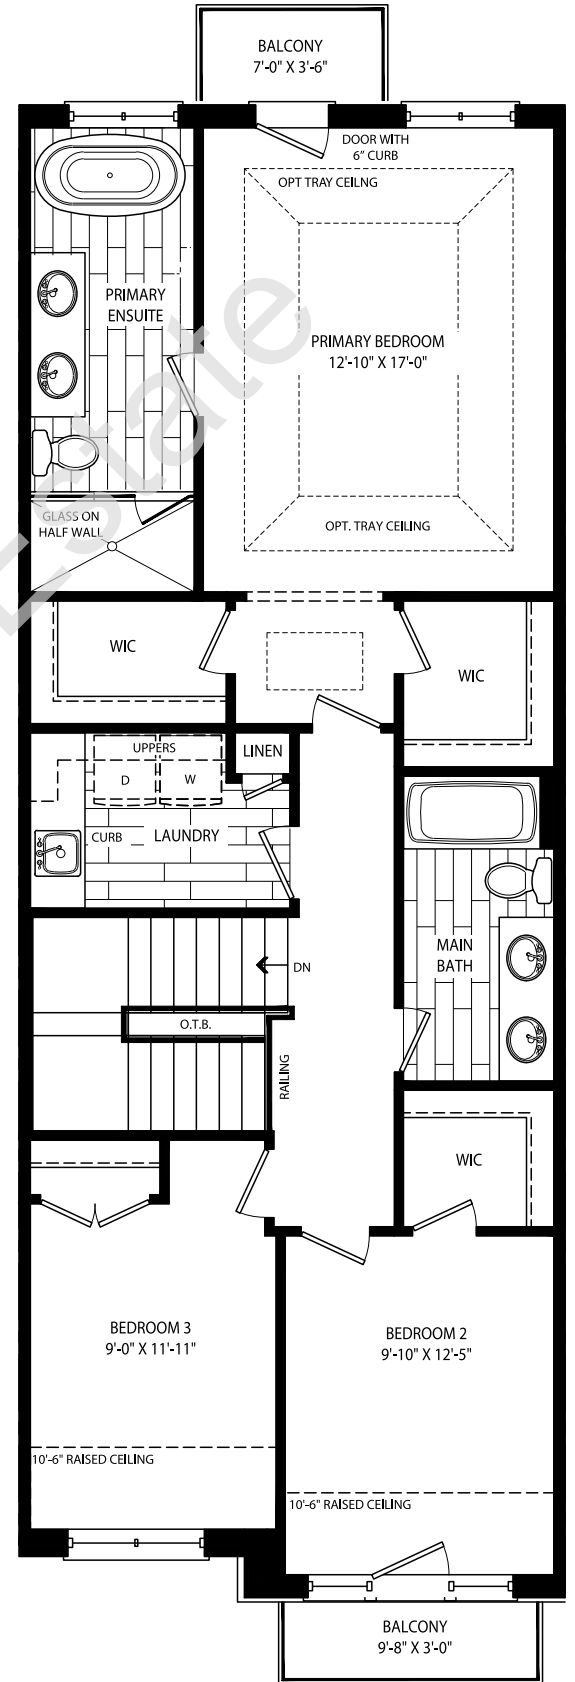 BALCONY
7'-0" X 3'-6"
DOOR WITH
6" CURB
OPT TRAY CEILNG
PRIMARY
ENSUITE
PRIMARY BEDROOM
12'-10" X 17'-0"
GLASS ON
HALF WALL
OPT. TRAY CEILING
Estate
WIC
WIC
UPPERS
LINEN
D
W
CURB
LAUNDRY
MAIN
BATH
DN
O.T.B.
RAILING
WIC
BEDROOM 3
9'-0" X 11'-11"
BEDROOM 2
9'-10" X 12'-5"
10'-6" RAISED CEILING
10'-6" RAISED CEILING
BALCONY
9'-8" X 3'-0"